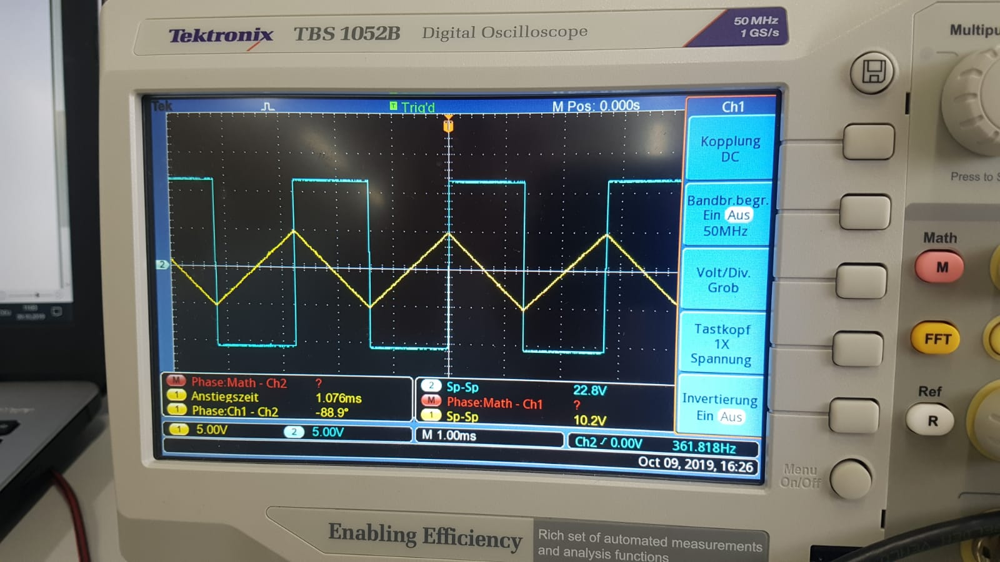 Tektronix TBS 1052B Digital Oscilloscope
50 MHz
1 GS/s
Multipu
Tek Trig'd M Pos: 0.000s Ch1
T
Kopplung
DC
Press to S
Bandbr.begr.
Ein Aus
50MHz
Math
M
2
Volt/Div.
Grob
Tastkopf
1X
Spannung
FFT
M Phase:Math - Ch2 ?
1 Anstiegszeit 1.076ms
1 Phase:Ch1 - Ch2 -88.9°
2 Sp-Sp 22.8V
M Phase:Math - Ch1 ?
1 Sp-Sp 10.2V
Invertierung
Ein Aus
Ref
R
1 5.00V 2 5.00V M 1.00ms Ch2 0.00V 361.818Hz
Oct 09, 2019, 16:26
Menu
On/Off
Enabling Efficiency
Rich set of automated measurements
and analysis functions